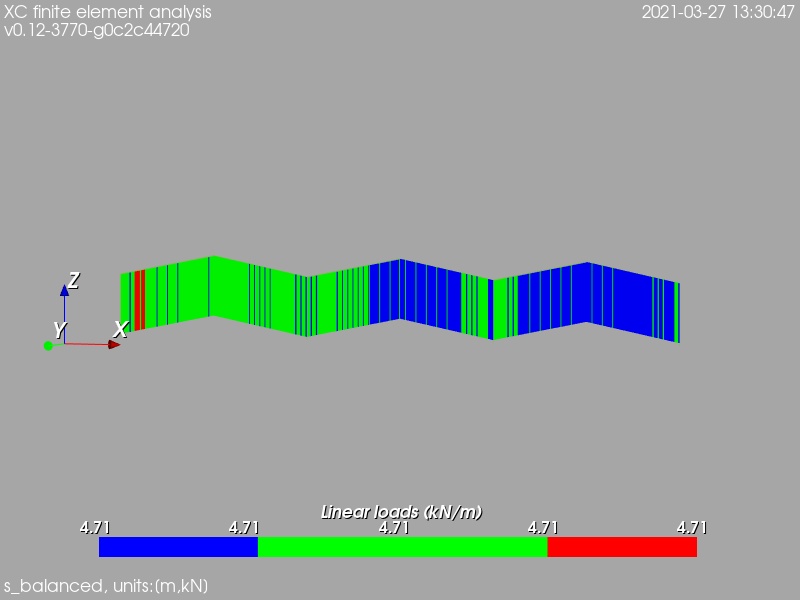 XC finite element analysis
v0.12-3770-g0c2c44720
2021-03-27 13:30:47
Z
Y
X
Linear loads (kN/m)
4.71 4.71 4.71 4.71 4.71
s_balanced, units:[m,kN]